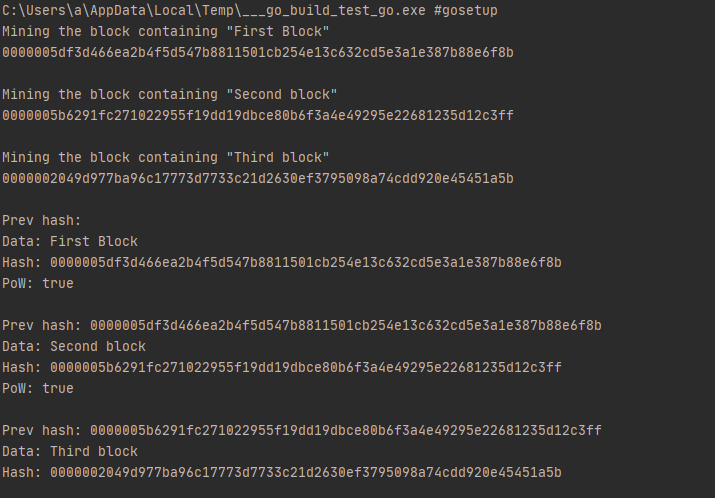 C:\Users\a\AppData\Local\Temp\___go_build_test_go.exe #gosetup
Mining the block containing "First Block"
0000005df3d466ea2b4f5d547b8811501cb254e13c632cd5e3a1e387b88e6f8b
Mining the block containing "Second block"
0000005b6291fc271022955f19dd19dbce80b6f3a4e49295e22681235d12c3ff
Mining the block containing "Third block"
0000002049d977ba96c17773d7733c21d2630ef3795098a74cdd920e45451a5b
Prev hash:
Data: First Block
Hash: 0000005df3d466ea2b4f5d547b8811501cb254e13c632cd5e3a1e387b88e6f8b
PoW: true
Prev hash: 0000005df3d466ea2b4f5d547b8811501cb254e13c632cd5e3a1e387b88e6f8b
Data: Second block
Hash: 0000005b6291fc271022955f19dd19dbce80b6f3a4e49295e22681235d12c3ff
PoW: true
Prev hash: 0000005b6291fc271022955f19dd19dbce80b6f3a4e49295e22681235d12c3ff
Data: Third block
Hash: 0000002049d977ba96c17773d7733c21d2630ef3795098a74cdd920e45451a5b